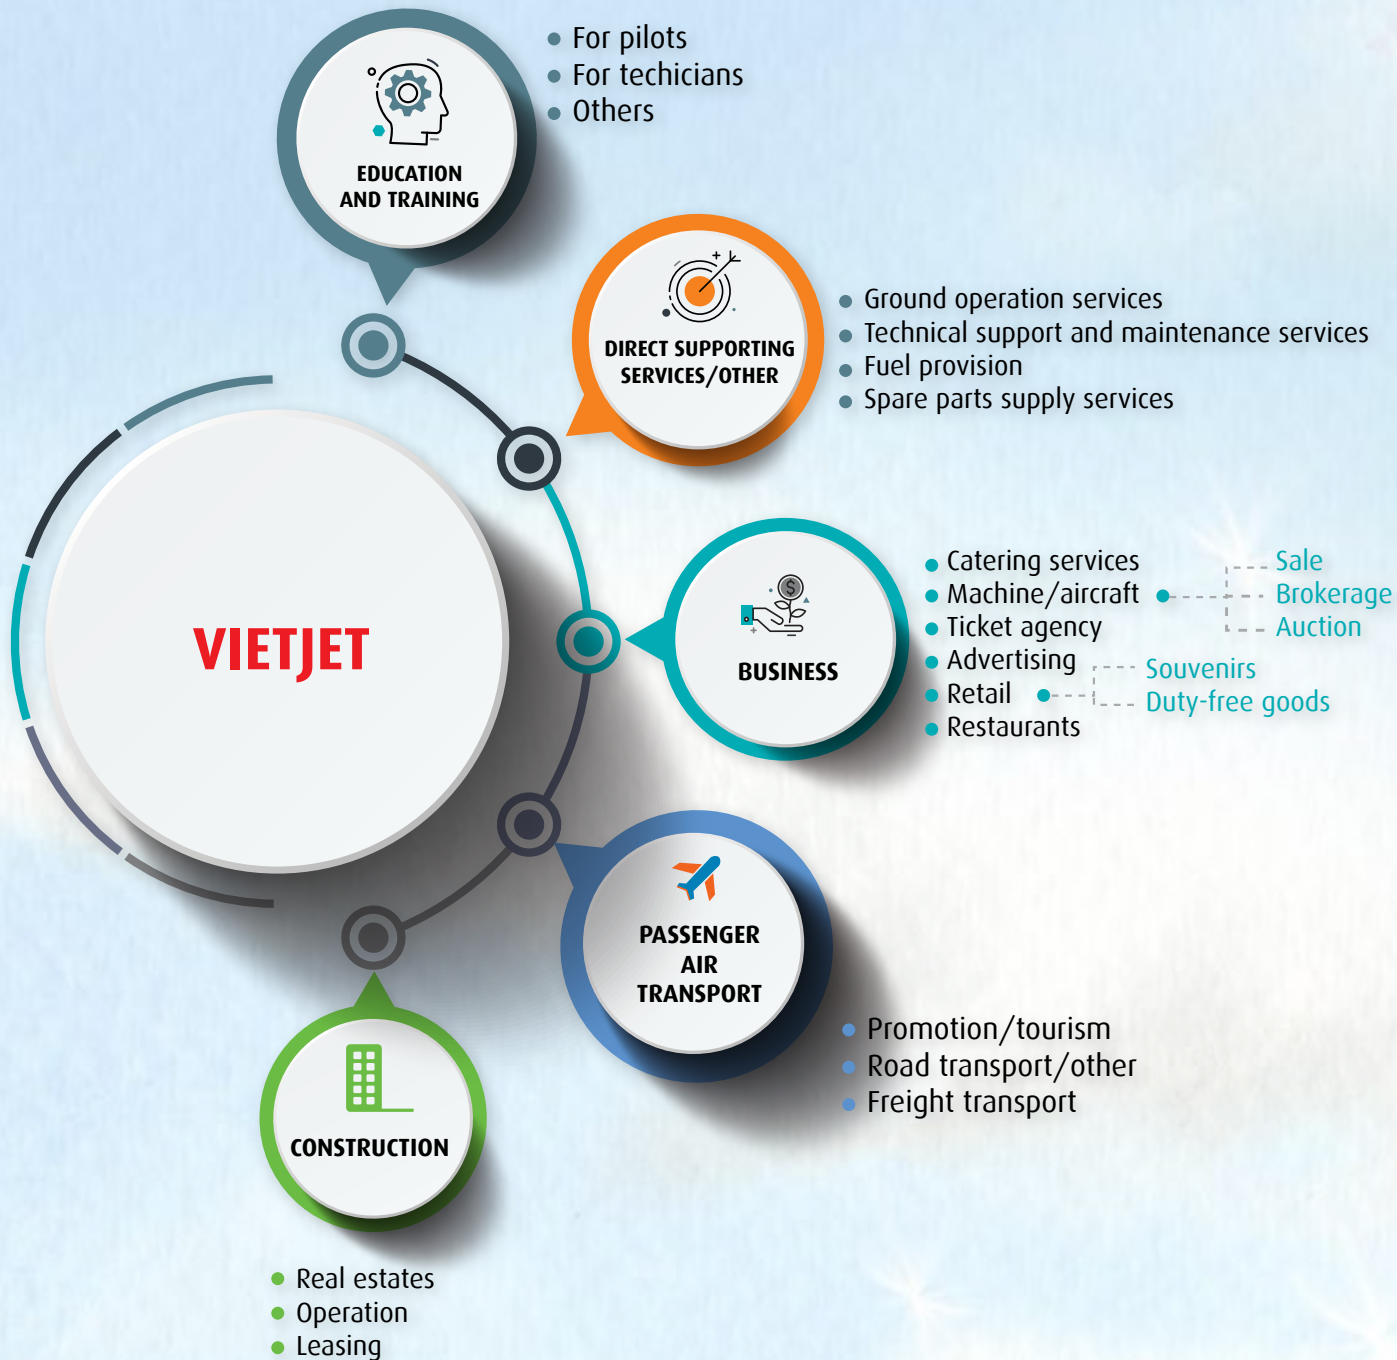 For pilots
For techicians
Others
EDUCATION
AND TRAINING
DIRECT SUPPORTING
SERVICES/OTHER
Ground operation services
Technical support and maintenance services
Fuel provision
Spare parts supply services
VIETJET
$
BUSINESS
Catering services
Machine/aircraft
Sale
Brokerage
Auction
Ticket agency
Advertising
Retail
Souvenirs
Duty-free goods
Restaurants
PASSENGER
AIR
TRANSPORT
Promotion/tourism
Road transport/other
Freight transport
CONSTRUCTION
Real estates
Operation
Leasing